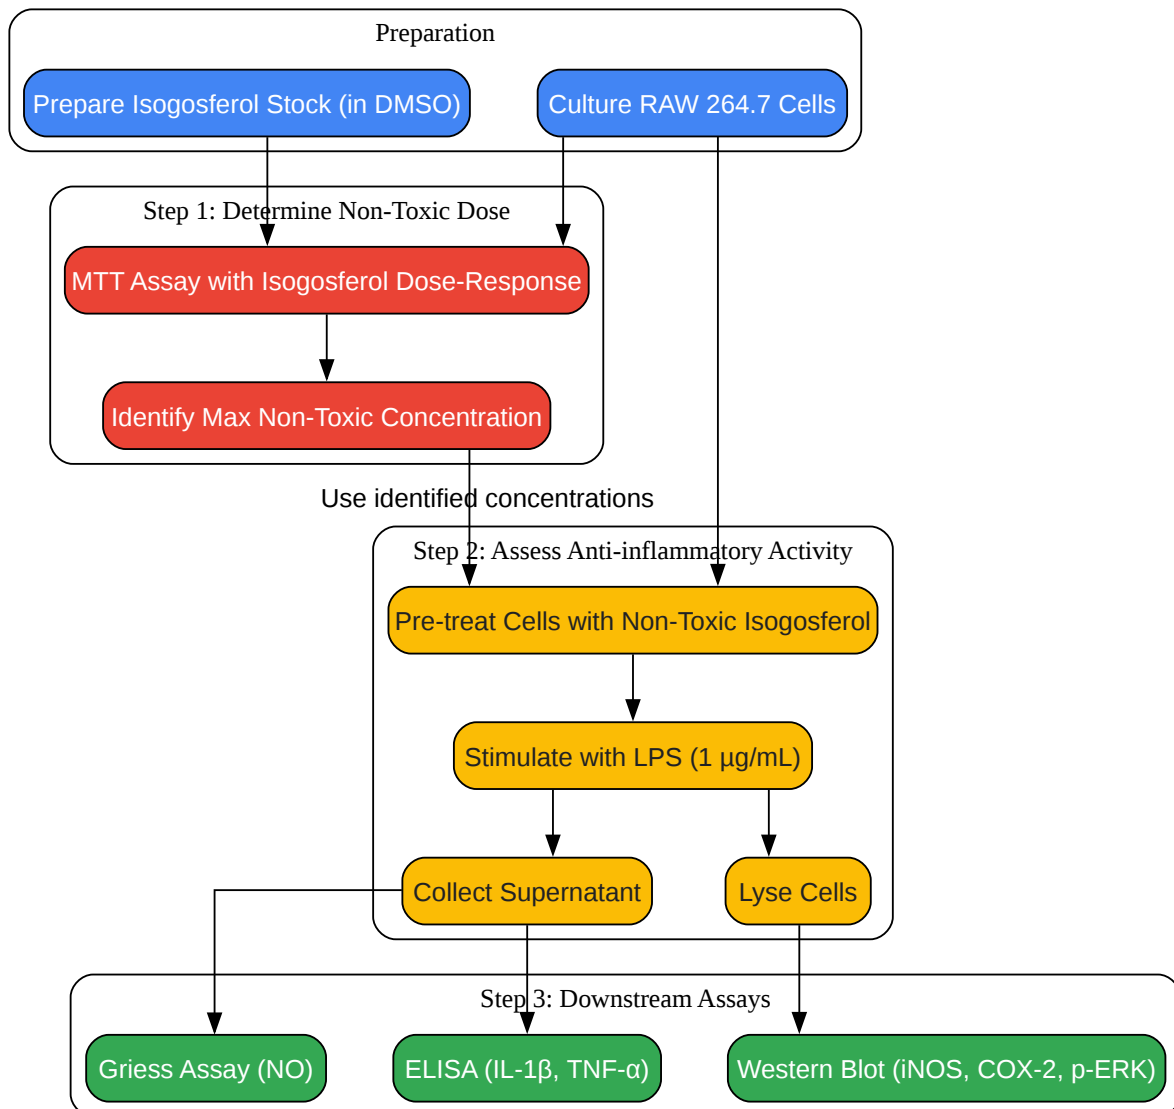 Preparation
Prepare Isogosferol Stock (in DMSO)
Culture RAW 264.7 Cells
Step 1: Determine Non-Toxic Dose
MTT Assay with Isogosferol Dose-Response
Identify Max Non-Toxic Concentration
Use identified concentrations
Step 2: Assess Anti-inflammatory Activity
Pre-treat Cells with Non-Toxic Isogosferol
Stimulate with LPS (1 µg/mL)
Collect Supernatant
Lyse Cells
Step 3: Downstream Assays
Griess Assay (NO)
ELISA (IL-1β, TNF-α)
Western Blot (iNOS, COX-2, p-ERK)